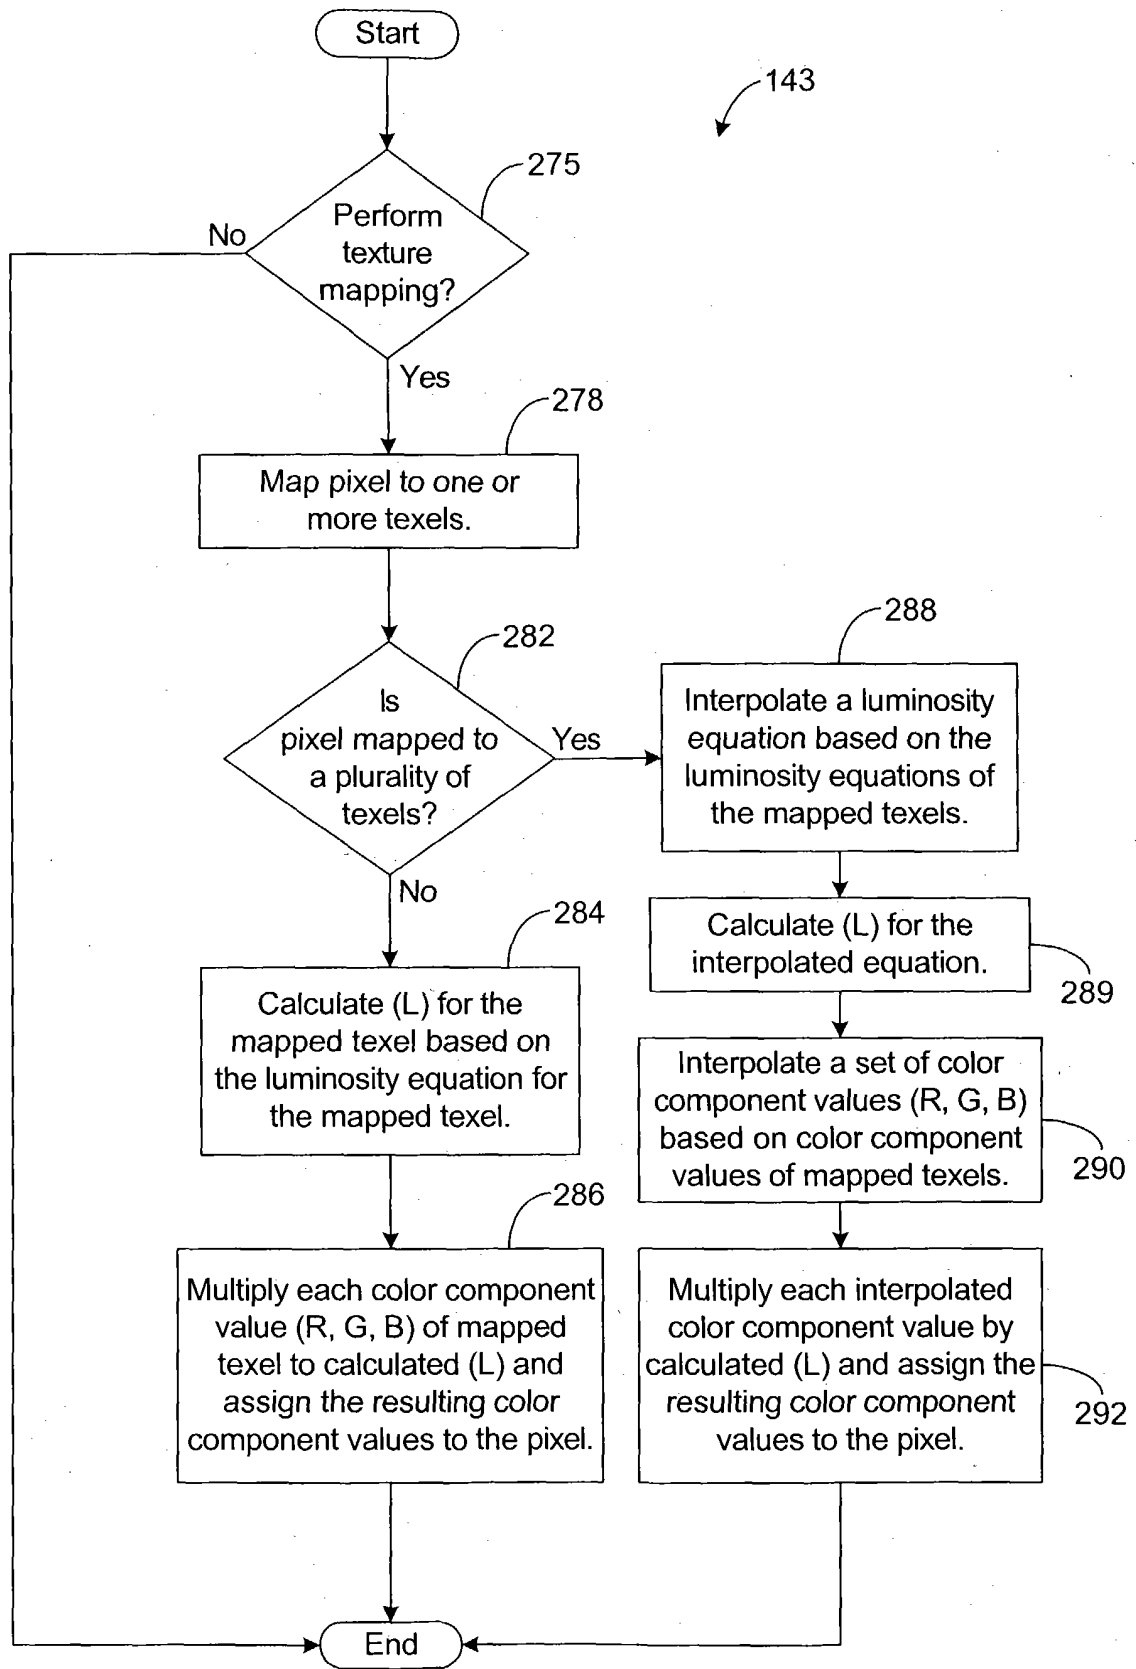 Start
143
275
Perform
texture
mapping?
No
Yes
278
Map pixel to one or
more texels.
282
Is
pixel mapped to
a plurality of
texels?
Yes
No
288
Interpolate a luminosity
equation based on the
luminosity equations of
the mapped texels.
284
Calculate (L) for the
mapped texel based on
the luminosity equation for
the mapped texel.
Calculate (L) for the
interpolated equation.
289
Interpolate a set of color
component values (R, G, B)
based on color component
values of mapped texels.
290
286
Multiply each color component
value (R, G, B) of mapped
texel to calculated (L) and
assign the resulting color
component values to the pixel.
Multiply each interpolated
color component value by
calculated (L) and assign the
resulting color component
values to the pixel.
292
End